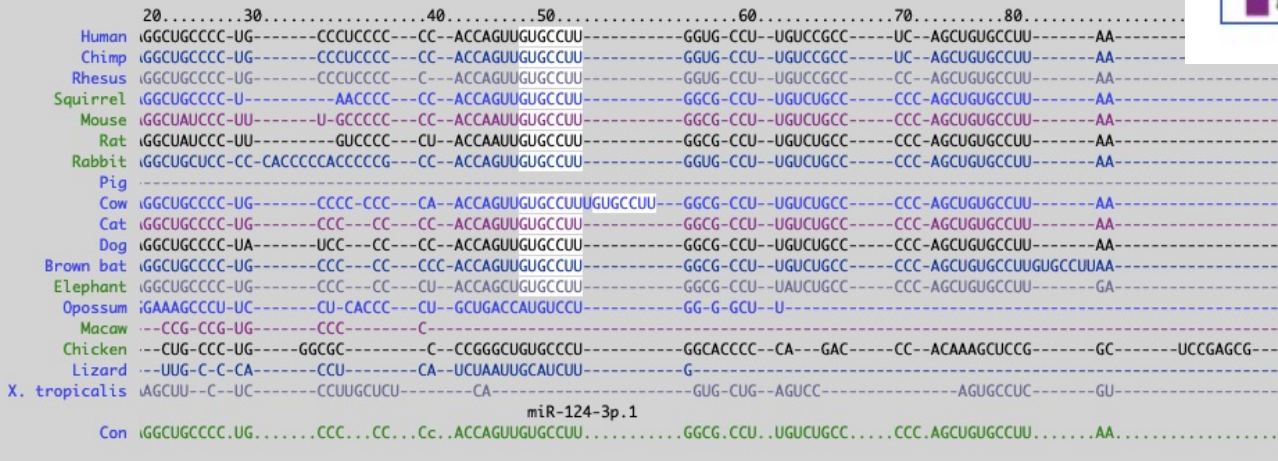 20........30...............40.........50..................60.............70.........80................
Human GGCUGCCCC-UG-------CCCUCCCC---CC--ACCAGUUGUGCCUU-----------GGUG-CCU--UGUCCGCC-----UC--AGCUGUGCCUU-------AA---------------
Chimp GGCUGCCCC-UG-------CCCUCCCC---CC--ACCAGUUGUGCCUU-----------GGUG-CCU--UGUCCGCC-----UC--AGCUGUGCCUU-------AA---------------
Rhesus GGCUGCCCC-UG-------CCCUCCCC---C---ACCAGUUGUGCCUU-----------GGUG-CCU--UGUCCGCC-----CC--AGCUGUGCCUU-------AA---------------
Squirrel GGCUGCCCC-U----------AACCCC---CC--ACCAGUUGUGCCUU-----------GGCG-CCU--UGUCUGCC-----CCC-AGCUGUGCCUU-------AA---------------
Mouse GGCUAUCCC-UU-------U-GCCCCC---CC--ACCAAUUGUGCCUU-----------GGCG-CCU--UGUCUGCC-----CCC-AGCUGUGCCUU-------AA---------------
Rat GGCUAUCCC-UU---------GUCCCC---CU--ACCAAUUGUGCCUU-----------GGCG-CCU--UGUCUGCC-----CCC-AGCUGUGCCUU-------AA---------------
Rabbit GGCUGCUCC-CC-CACCCCCACCCCCG---CC--ACCAGUUGUGCCUU-----------GGUG-CCU--UGUCUGCC-----CCC-AGCUGUGCCUU-------AA---------------
Pig ------------------------------------------------------------------------------------------------------------------------
Cow GGCUGCCCC-UG-------CCCC-CCC---CA--ACCAGUUGUGCCUUUGUGCCUU---GGCG-CCU--UGUCUGCC-----CCC-AGCUGUGCCUU-------AA---------------
Cat GGCUGCCCC-UG-------CCC---CC---CC--ACCAGUUGUGCCUU-----------GGCG-CCU--UGUCUGCC-----CCC-AGCUGUGCCUU-------AA---------------
Dog GGCUGCCCC-UA-------UCC---CC---CC--ACCAGUUGUGCCUU-----------GGCG-CCU--UGUCUGCC-----CCC-AGCUGUGCCUU-------AA---------------
Brown bat GGCUGCCCC-UG-------CCC---CC---CCC-ACCAGUUGUGCCUU-----------GGCG-CCU--UGUCUGCC-----CCC-AGCUGUGCCUUGUGCCUUAA---------------
Elephant GGCUGCCCC-UG-------CCC---CC---CU--ACCAGCUGUGCCUU-----------GGCG-CCU--UAUCUGCC-----CCC-AGCUGUGCCUU-------GA---------------
Opossum GAAAGCCCU-UC-------CU-CACCC---CU--GCUGACCAUGUCCU-----------GG-G-GCU--U---------------------------------------------------
Macaw --CCG-CCG-UG-------CCC--------C-----------------------------------------------------------------------------------------
Chicken --CUG-CCC-UG-----GGCGC---------C--CCGGGCUGUGCCCU-----------GGCACCCC--CA---GAC-----CC--ACAAAGCUCCG-------GC-------UCCGAGCG---
Lizard --UUG-C-C-CA-------CCU--------CA--UCUAAUUGCAUCUU-----------G------------------------------------------------------------
X. tropicalis AGCUU--C--UC-------CCUUGCUCU--------CA----------------------GUG-CUG--AGUCC---------------AGUGCCUC-------GU---------------
miR-124-3p.1
Con GGCUGCCCC.UG.......CCC...CC...Cc..ACCAGUUGUGCCUU...........GGCG.CCU..UGUCUGCC.....CCC.AGCUGUGCCUU.......AA...............